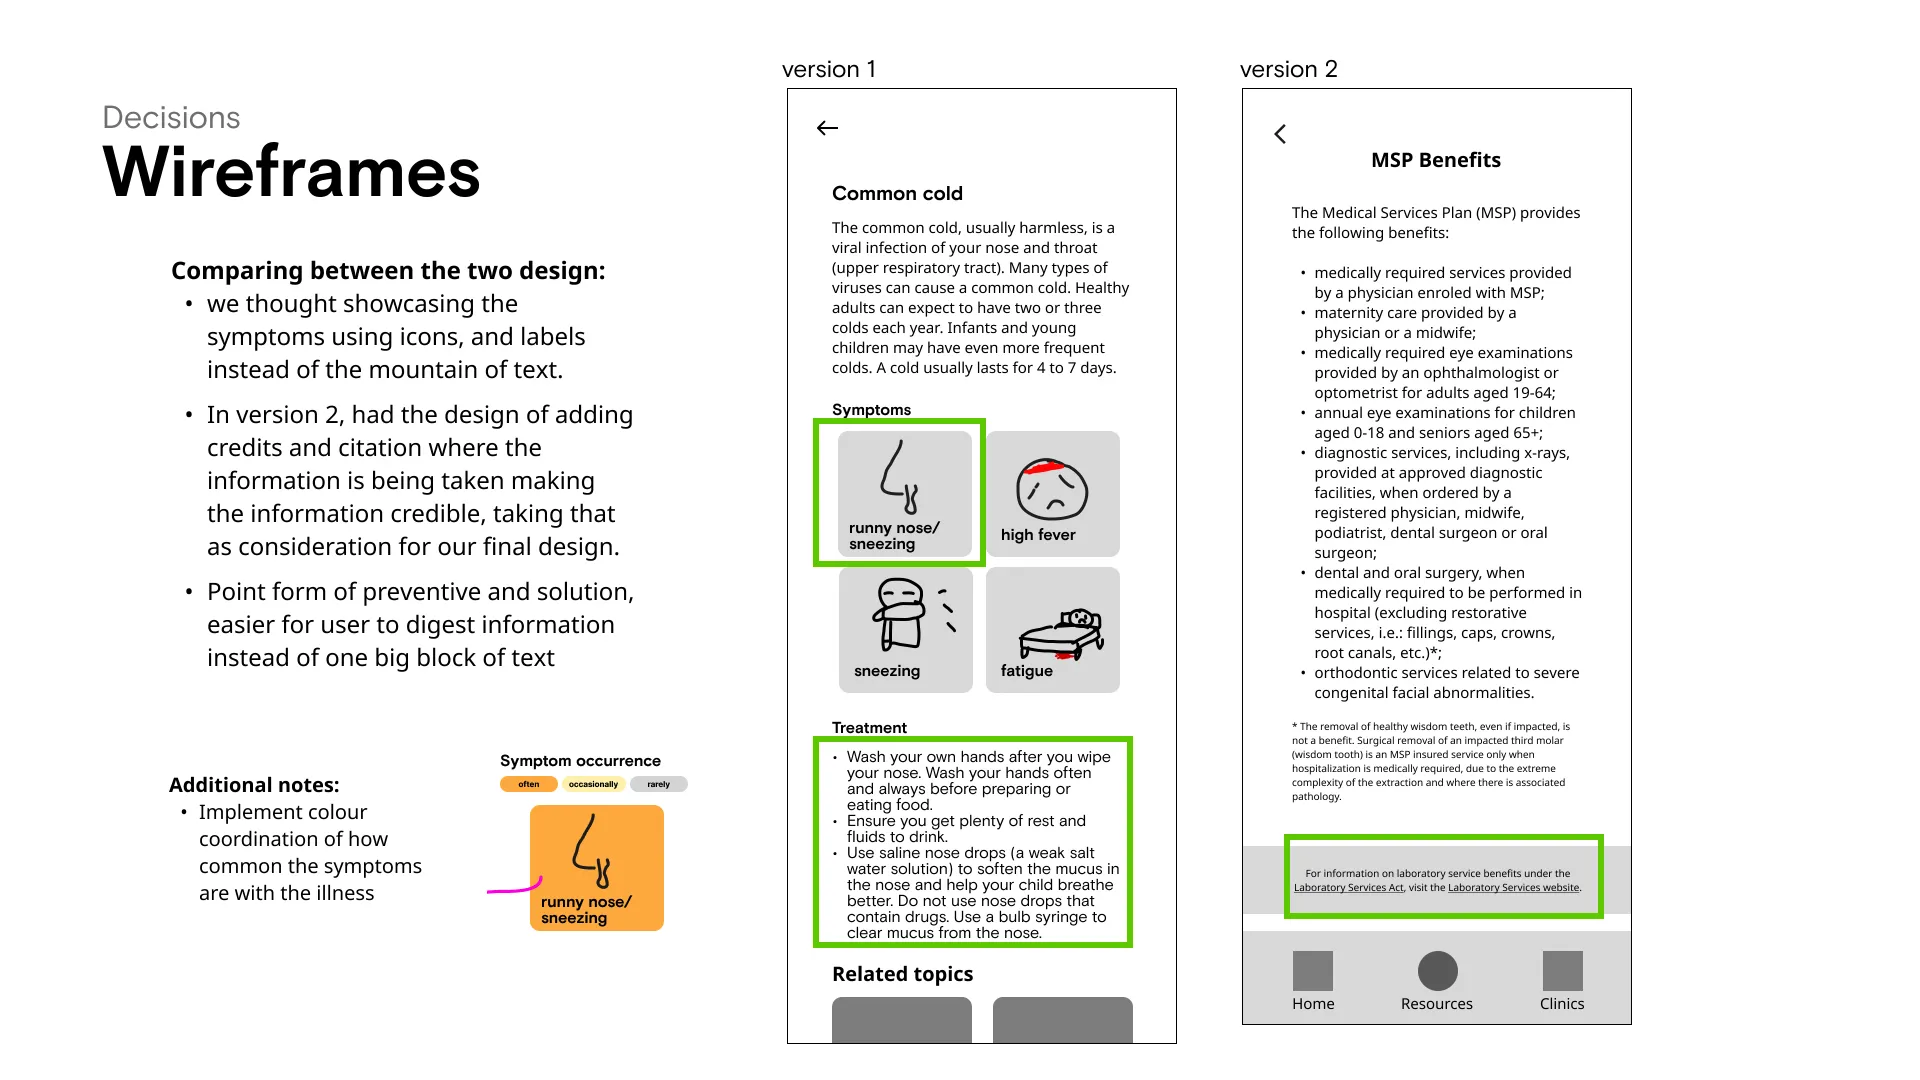 Decisions
Wireframes
Comparing between the two design:
• we thought showcasing the
symptoms using icons, and labels
instead of the mountain of text.
• In version 2, had the design of adding
credits and citation where the
information is being taken making
the information credible, taking that
as consideration for our final design.
• Point form of preventive and solution,
easier for user to digest information
instead of one big block of text
Additional notes:
• Implement colour
coordination of how
common the symptoms
are with the illness
Symptom occurrence
often occasionally rarely
runny nose/
sneezing
version 1
Common cold
The common cold, usually harmless, is a
viral infection of your nose and throat
(upper respiratory tract). Many types of
viruses can cause a common cold. Healthy
adults can expect to have two or three
colds each year. Infants and young
children may have even more frequent
colds. A cold usually lasts for 4 to 7 days.
Symptoms
runny nose/
sneezing
high fever
sneezing
fatigue
Treatment
• Wash your own hands after you wipe
your nose. Wash your hands often
and always before preparing or
eating food.
• Ensure you get plenty of rest and
fluids to drink.
• Use saline nose drops (a weak salt
water solution) to soften the mucus in
the nose and help your child breathe
better. Do not use nose drops that
contain drugs. Use a bulb syringe to
clear mucus from the nose.
Related topics
version 2
MSP Benefits
The Medical Services Plan (MSP) provides
the following benefits:
• medically required services provided
by a physician enroled with MSP;
• maternity care provided by a
physician or a midwife;
• medically required eye examinations
provided by an ophthalmologist or
optometrist for adults aged 19-64;
• annual eye examinations for children
aged 0-18 and seniors aged 65+;
• diagnostic services, including x-rays,
provided at approved diagnostic
facilities, when ordered by a
registered physician, midwife,
podiatrist, dental surgeon or oral
surgeon;
• dental and oral surgery, when
medically required to be performed in
hospital (excluding restorative
services, i.e.: fillings, caps, crowns,
root canals, etc.)*;
• orthodontic services related to severe
congenital facial abnormalities.
* The removal of healthy wisdom teeth, even if impacted, is
not a benefit. Surgical removal of an impacted third molar
(wisdom tooth) is an MSP insured service only when
hospitalization is medically required, due to the extreme
complexity of the extraction and where there is associated
pathology.
For information on laboratory service benefits under the
Laboratory Services Act, visit the Laboratory Services website.
Home Resources Clinics